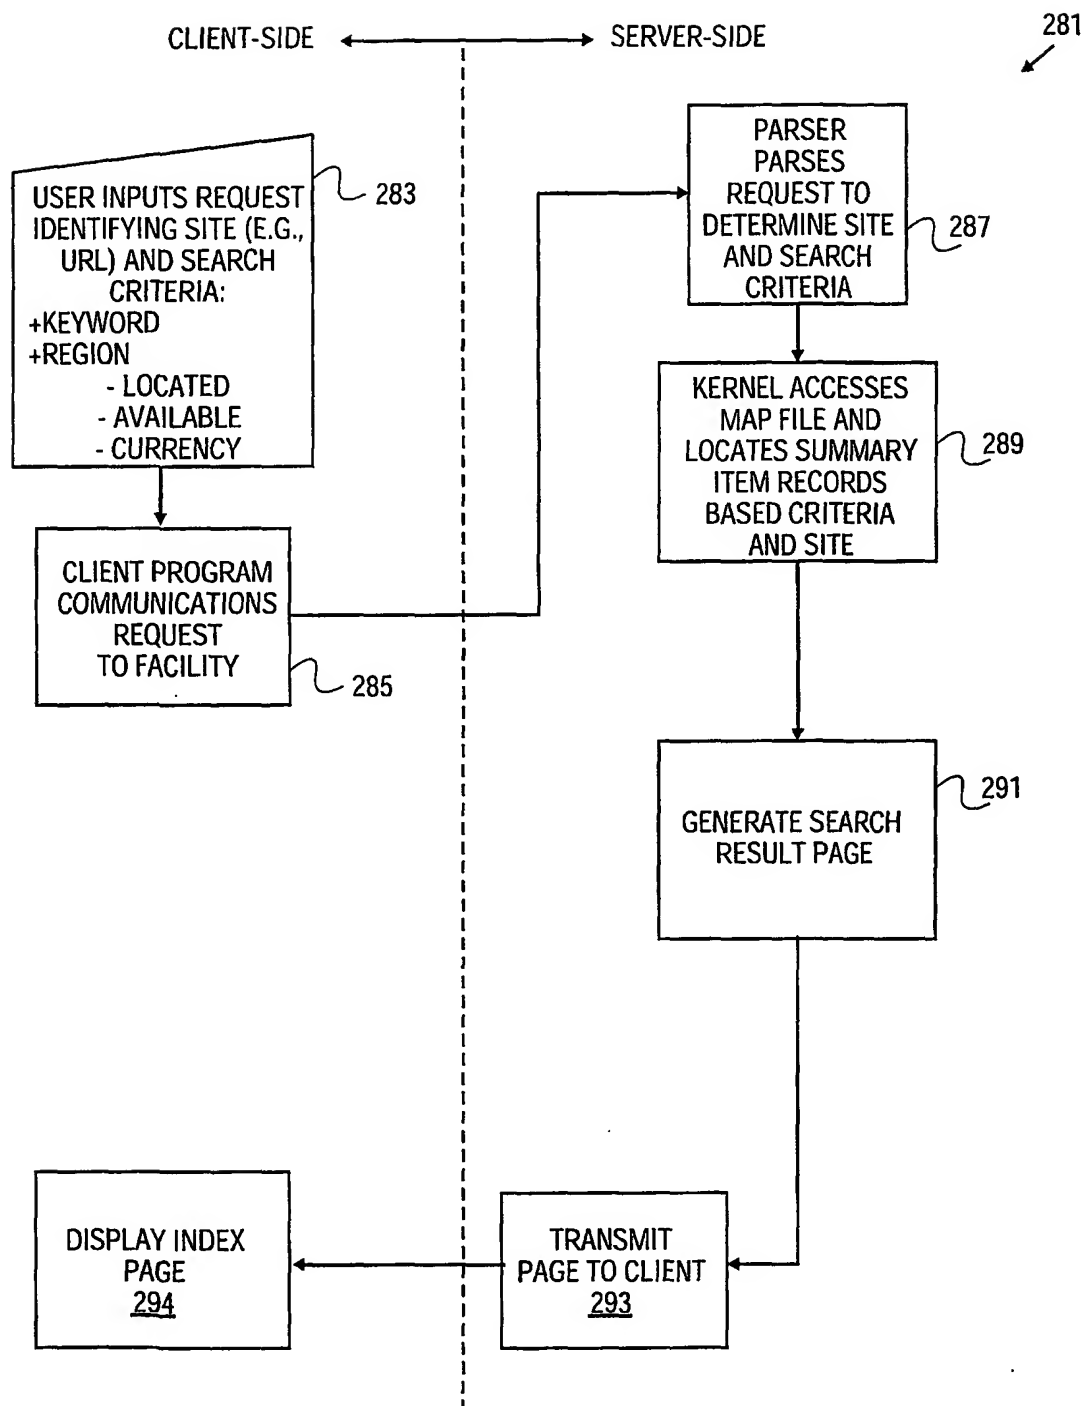 CLIENT-SIDE
SERVER-SIDE
281
USER INPUTS REQUEST
IDENTIFYING SITE (E.G.,
URL) AND SEARCH
CRITERIA:
+KEYWORD
+REGION
- LOCATED
- AVAILABLE
- CURRENCY
283
CLIENT PROGRAM
COMMUNICATIONS
REQUEST
TO FACILITY
285
PARSER
PARSES
REQUEST TO
DETERMINE SITE
AND SEARCH
CRITERIA
287
KERNEL ACCESSES
MAP FILE AND
LOCATES SUMMARY
ITEM RECORDS
BASED CRITERIA
AND SITE
289
GENERATE SEARCH
RESULT PAGE
291
TRANSMIT
PAGE TO CLIENT
293
DISPLAY INDEX
PAGE
294